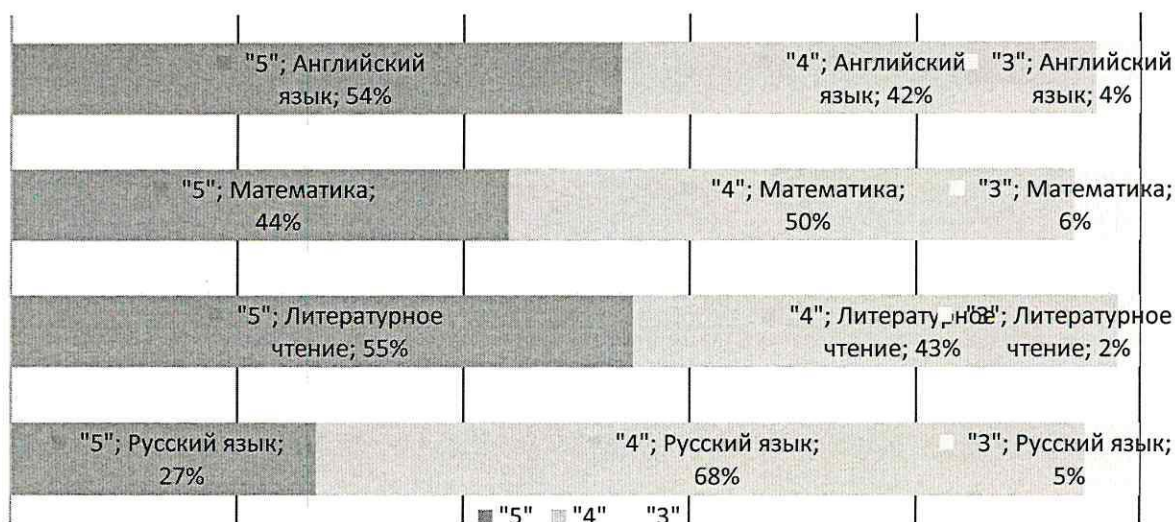 "5"; Английский "4"; Английский "3"; Английский
язык; 54% язык; 42% язык; 4%
"5"; Математика; "4"; Математика; "3"; Математика;
44% 50% 6%
"5"; Литературное "4"; Литературное "3"; Литературное
чтение; 55% чтение; 43% чтение; 2%
"5"; Русский язык; "4"; Русский язык; "3"; Русский язык;
27% 68% 5%
"5" "4" "3"